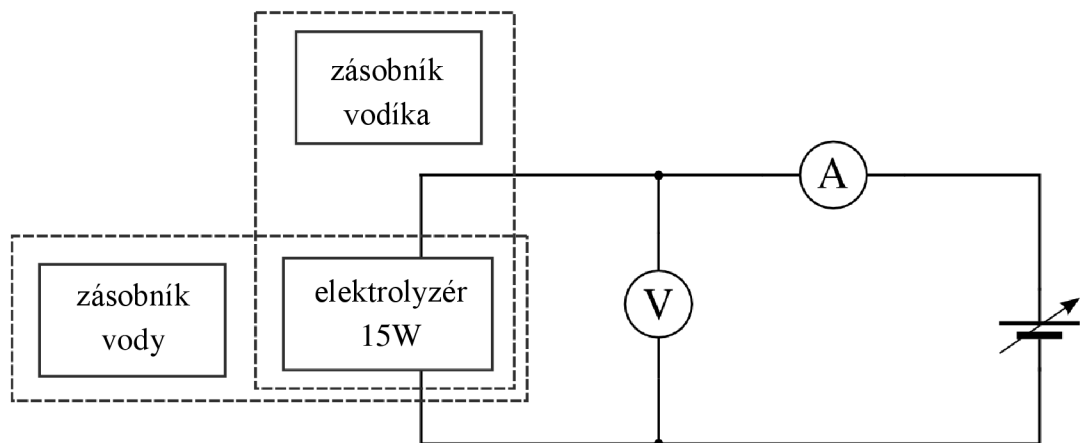 zásobník
vodíka
A
zásobník
vody
elektrolyzér
15W
V